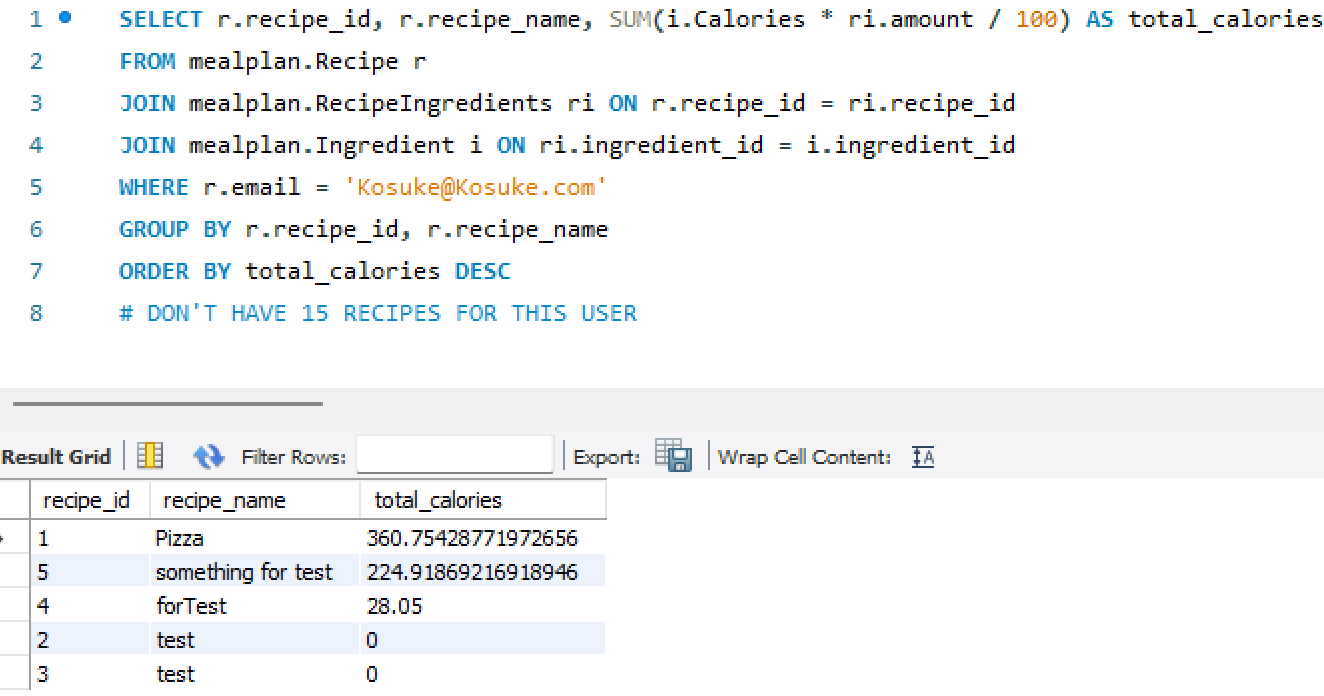 1 SELECT r.recipe_id, r.recipe_name, SUM(i.Calories * ri.amount / 100) AS total_calories
2 FROM mealplan.Recipe r
3 JOIN mealplan.RecipeIngredients ri ON r.recipe_id = ri.recipe_id
4 JOIN mealplan.Ingredient i ON ri.ingredient_id = i.ingredient_id
5 WHERE r.email = 'Kosuke@Kosuke.com'
6 GROUP BY r.recipe_id, r.recipe_name
7 ORDER BY total_calories DESC
8 # DON'T HAVE 15 RECIPES FOR THIS USER
Result Grid Filter Rows: Export: Wrap Cell Content: IA
recipe_id recipe_name total_calories
1 Pizza 360.75428771972656
5 something for test 224.91869216918946
4 forTest 28.05
2 test 0
3 test 0